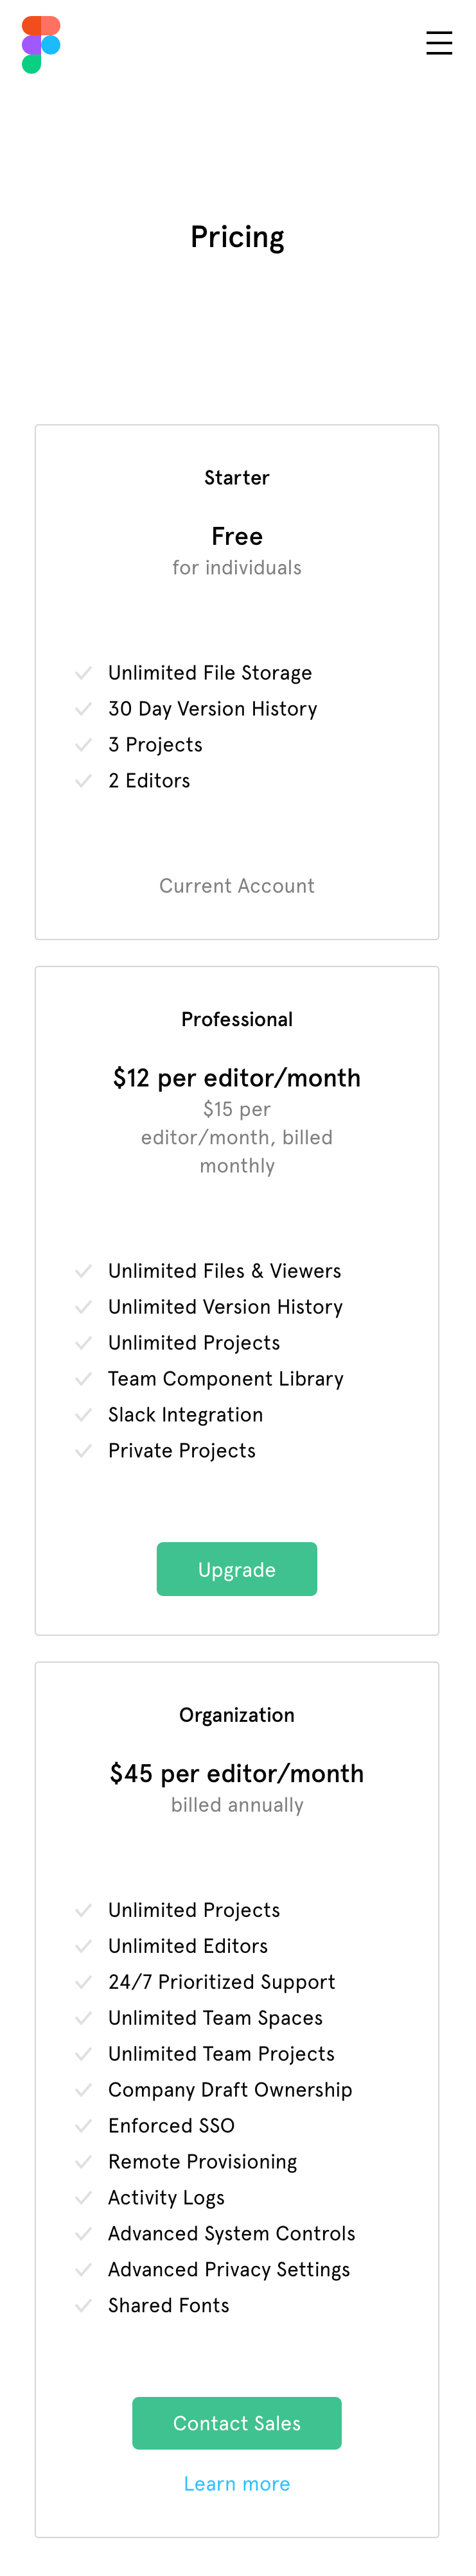 Pricing
Starter
Free
for individuals
Unlimited File Storage
30 Day Version History
3 Projects
2 Editors
Current Account
Professional
$12 per editor/month
$15 per
editor/month, billed
monthly
Unlimited Files & Viewers
Unlimited Version History
Unlimited Projects
Team Component Library
Slack Integration
Private Projects
Upgrade
Organization
$45 per editor/month
billed annually
Unlimited Projects
Unlimited Editors
24/7 Prioritized Support
Unlimited Team Spaces
Unlimited Team Projects
Company Draft Ownership
Enforced SSO
Remote Provisioning
Activity Logs
Advanced System Controls
Advanced Privacy Settings
Shared Fonts
Contact Sales
Learn more